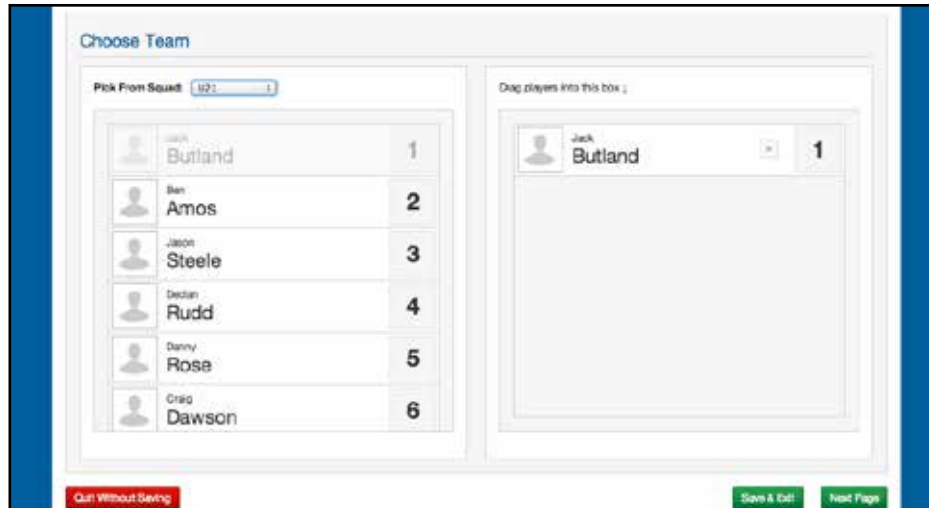 Choose Team
Pick From Squad: U21
Jack
Butland
1
Ben
Amos
2
Jason
Steele
3
Declan
Rudd
4
Danny
Rose
5
Craig
Dawson
6
Drag players into this box ↓
Jack
Butland
1
Quit Without Saving
Save & Exit
Next Page